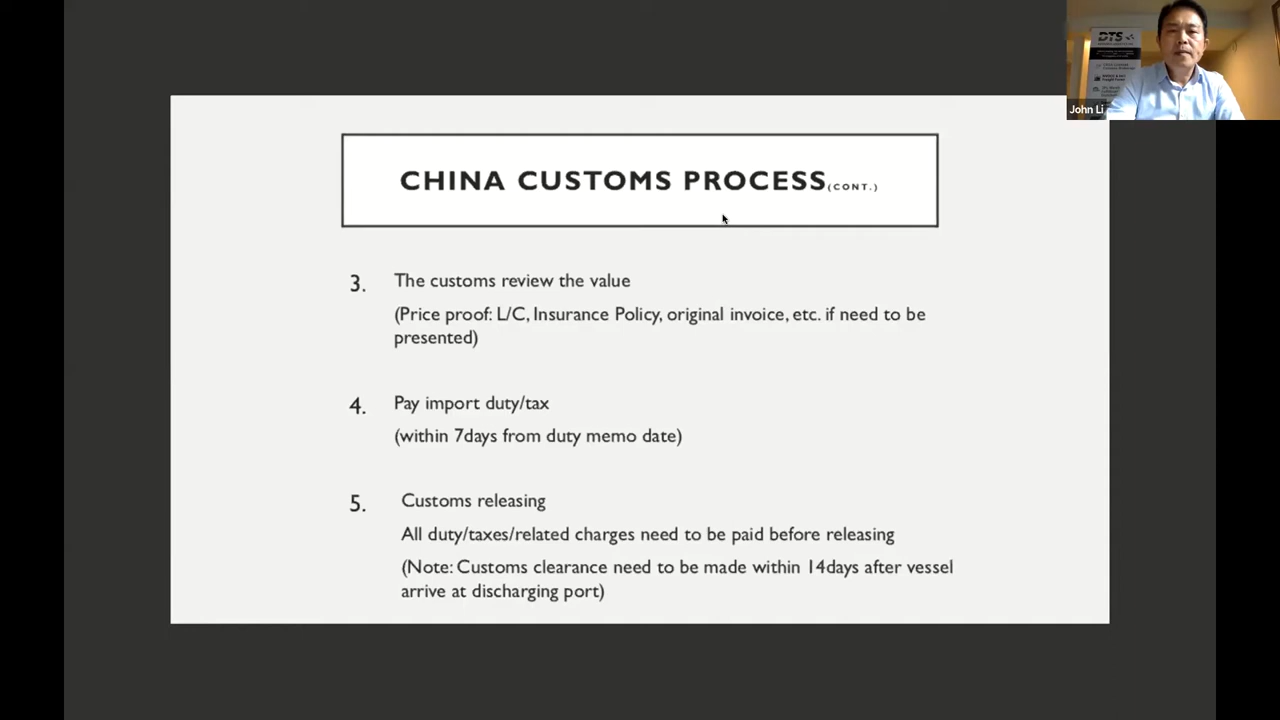 DTS
John Li
CHINA CUSTOMS PROCESS(CONT.)
3. The customs review the value
(Price proof: L/C, Insurance Policy, original invoice, etc. if need to be
presented)
4. Pay import duty/tax
(within 7days from duty memo date)
5. Customs releasing
All duty/taxes/related charges need to be paid before releasing
(Note: Customs clearance need to be made within 14days after vessel
arrive at discharging port)